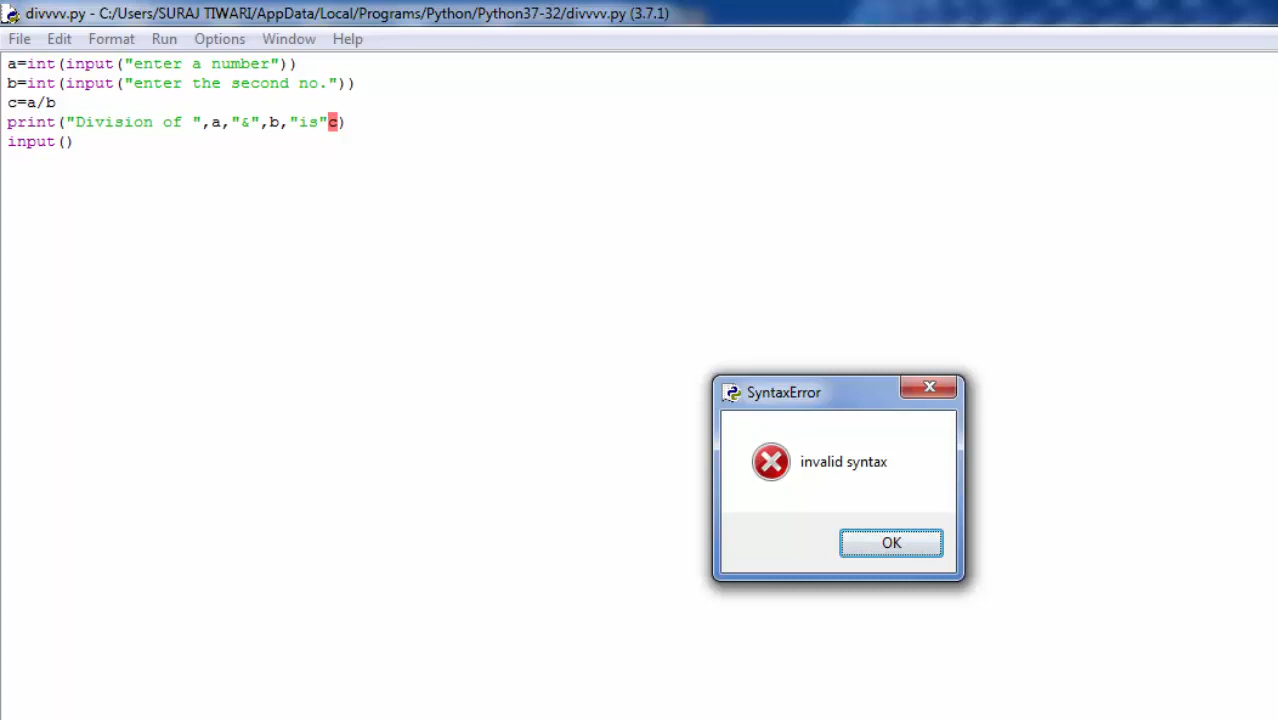 divvvv.py - C:/Users/SURAJ TIWARI/AppData/Local/Programs/Python/Python37-32/divvvv.py (3.7.1)
File Edit Format Run Options Window Help
a=int(input("enter a number"))
b=int(input("enter the second no."))
c=a/b
print("Division of ",a,"&",b,"is"c)
input()
SyntaxError
invalid syntax
OK